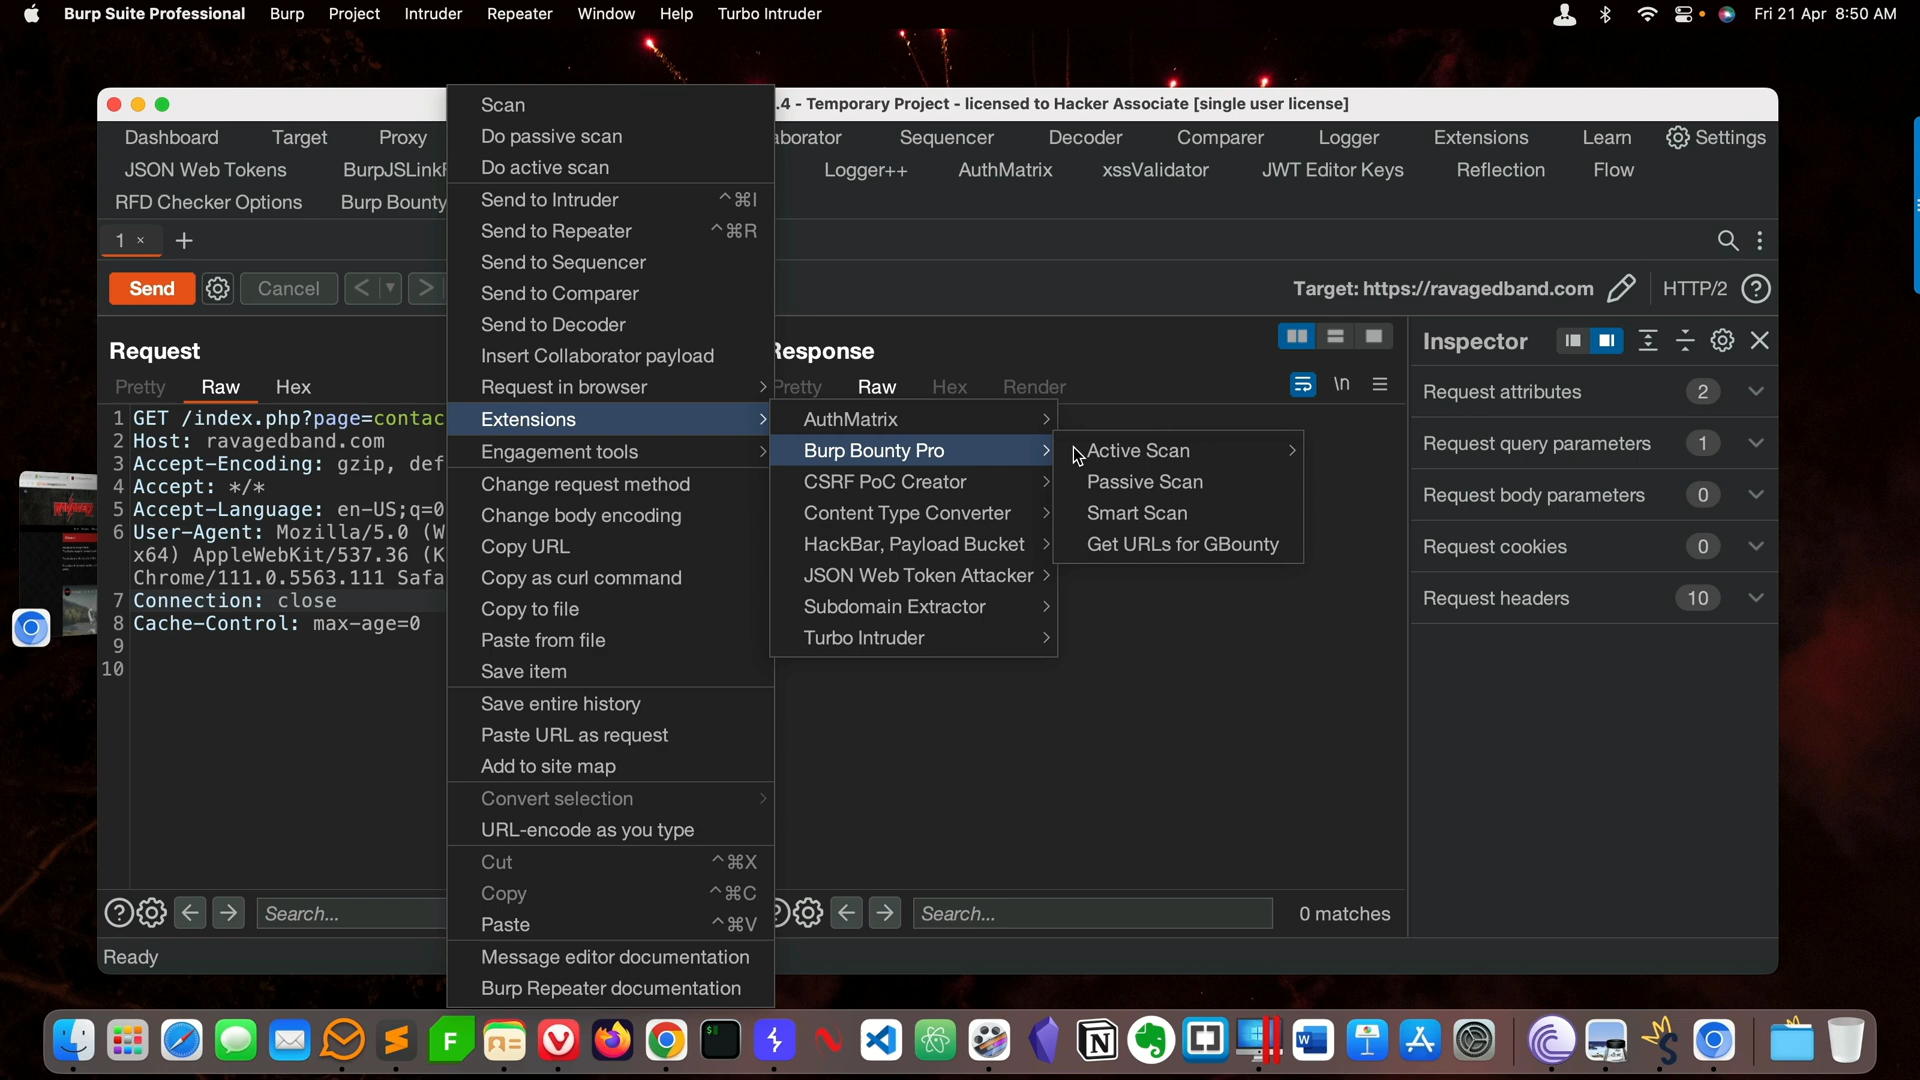 Burp Suite Professional Burp Project Intruder Repeater Window Help Turbo Intruder Fri 21 Apr 8:50 AM
.4 - Temporary Project - licensed to Hacker Associate [single user license]
Dashboard Target Proxy aborator Sequencer Decoder Comparer Logger Extensions Learn Settings
JSON Web Tokens BurpJSLinkF Logger++ AuthMatrix xssValidator JWT Editor Keys Reflection Flow
RFD Checker Options Burp Bounty
1 × +
Send Cancel < > Target: https://ravagedband.com HTTP/2 ?
Request
Pretty Raw Hex
1 GET /index.php?page=contac
2 Host: ravagedband.com
3 Accept-Encoding: gzip, def
4 Accept: */*
5 Accept-Language: en-US;q=0
6 User-Agent: Mozilla/5.0 (W
x64) AppleWebKit/537.36 (K
Chrome/111.0.5563.111 Safa
7 Connection: close
8 Cache-Control: max-age=0
9
10
Search...
Ready
Scan
Do passive scan
Do active scan
Send to Intruder ^⌘I
Send to Repeater ^⌘R
Send to Sequencer
Send to Comparer
Send to Decoder
Insert Collaborator payload
Request in browser >
Extensions >
Engagement tools >
Change request method
Change body encoding
Copy URL
Copy as curl command
Copy to file
Paste from file
Save item
Save entire history
Paste URL as request
Add to site map
Convert selection >
URL-encode as you type
Cut ^⌘X
Copy ^⌘C
Paste ^⌘V
Message editor documentation
Burp Repeater documentation
AuthMatrix >
Burp Bounty Pro >
CSRF PoC Creator >
Content Type Converter >
HackBar, Payload Bucket >
JSON Web Token Attacker >
Subdomain Extractor >
Turbo Intruder >
Active Scan >
Passive Scan
Smart Scan
Get URLs for GBounty
Response
Pretty Raw Hex Render \n
Search... 0 matches
Inspector
Request attributes 2
Request query parameters 1
Request body parameters 0
Request cookies 0
Request headers 10